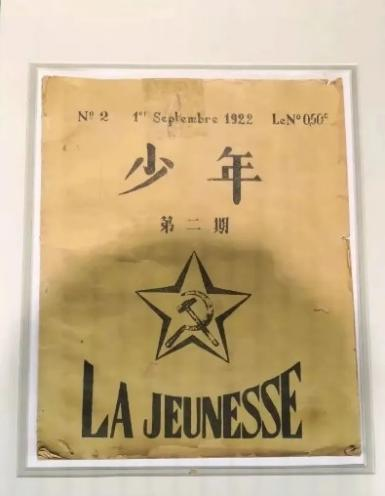 Nº 2 1er Septembre 1922 Le Nº 0,50c
少年
第二期
LA JEUNESSE